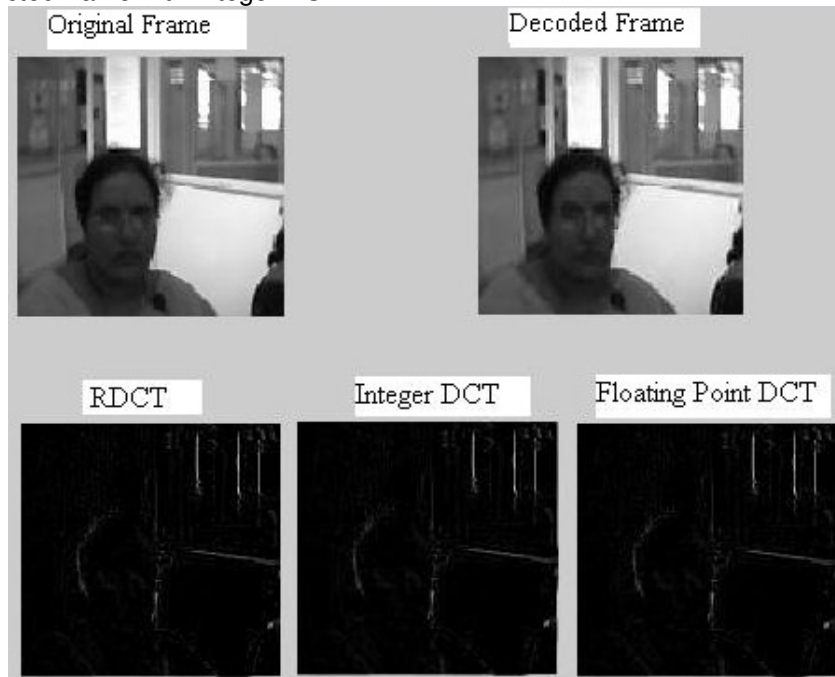 Original Frame
Decoded Frame
RDCT
Integer DCT
Floating Point DCT